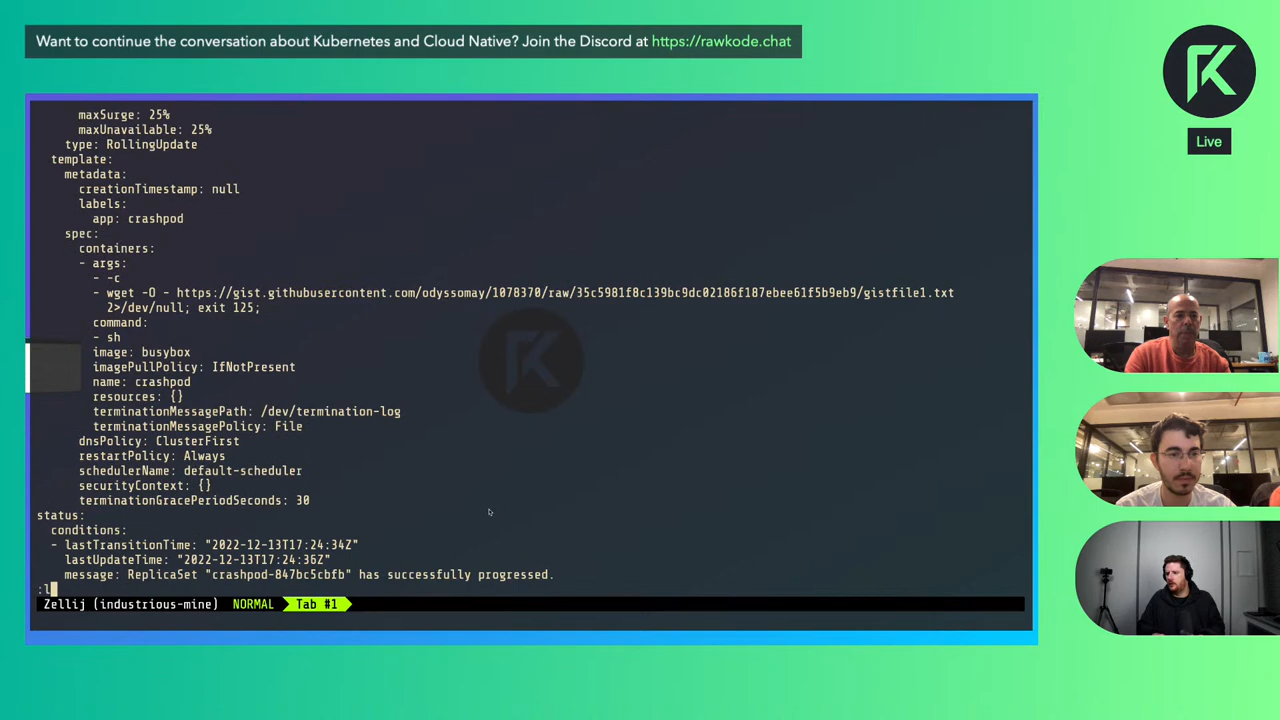 Want to continue the conversation about Kubernetes and Cloud Native? Join the Discord at https://rawkode.chat
Live
maxSurge: 25%
maxUnavailable: 25%
type: RollingUpdate
template:
metadata:
creationTimestamp: null
labels:
app: crashpod
spec:
containers:
- args:
- -c
- wget -O - https://gist.githubusercontent.com/odyssomay/1078370/raw/35c5981f8c139bc9dc02186f187ebee61f5b9eb9/gistfile1.txt
2>/dev/null; exit 125;
command:
- sh
image: busybox
imagePullPolicy: IfNotPresent
name: crashpod
resources: {}
terminationMessagePath: /dev/termination-log
terminationMessagePolicy: File
dnsPolicy: ClusterFirst
restartPolicy: Always
schedulerName: default-scheduler
securityContext: {}
terminationGracePeriodSeconds: 30
status:
conditions:
- lastTransitionTime: "2022-12-13T17:24:34Z"
lastUpdateTime: "2022-12-13T17:24:36Z"
message: ReplicaSet "crashpod-847bc5cbfb" has successfully progressed.
:l
Zellij (industrious-mine) NORMAL Tab #1